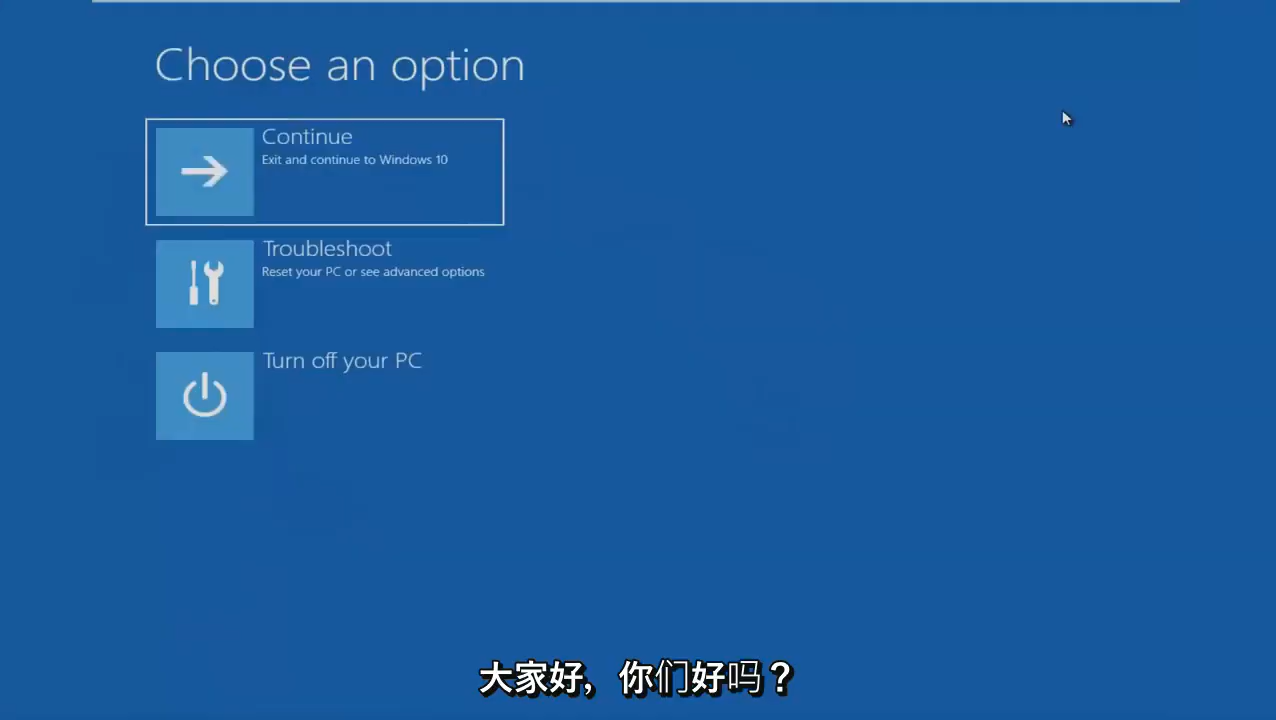 Choose an option
Continue
Exit and continue to Windows 10
Troubleshoot
Reset your PC or see advanced options
Turn off your PC
大家好，你们好吗？